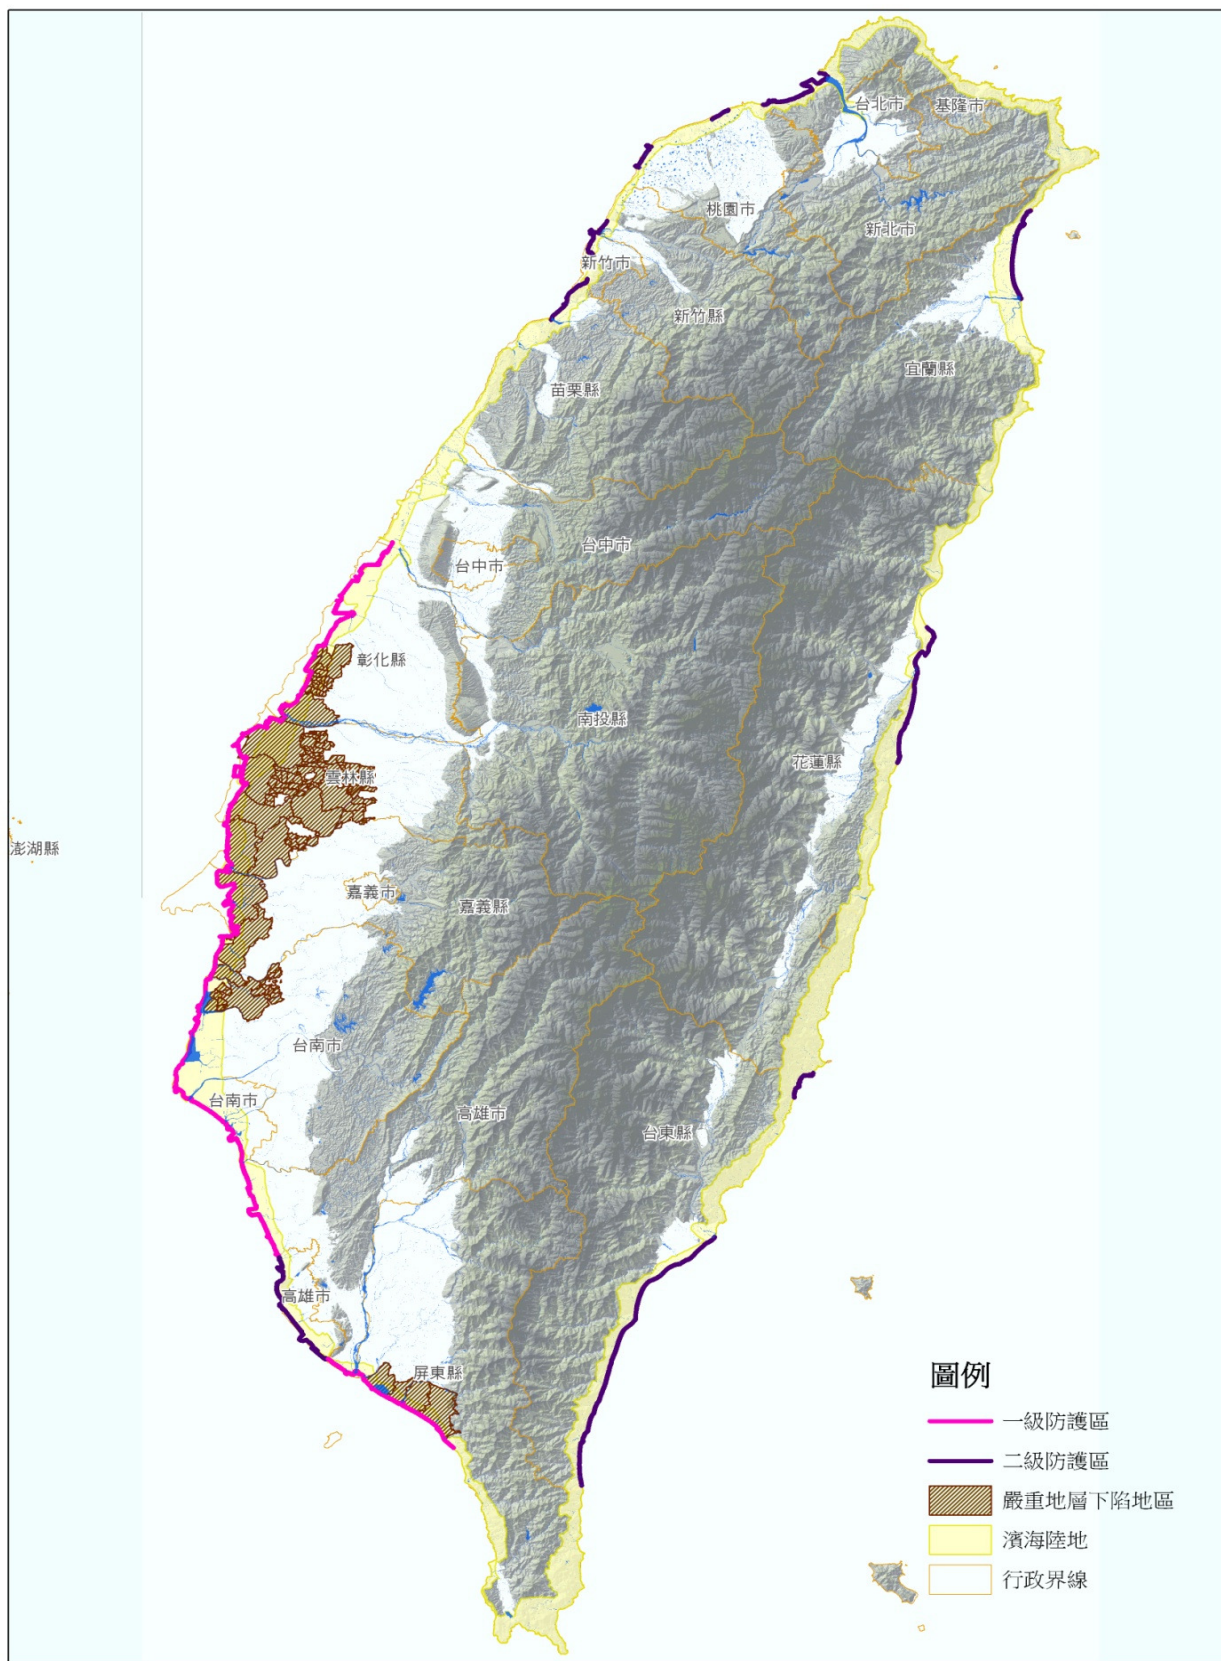 台北市
基隆市
桃園市
新北市
新竹市
新竹縣
宜蘭縣
苗栗縣
台中市
台中市
彰化縣
南投縣
花蓮縣
雲林縣
澎湖縣
嘉義市
嘉義縣
台南市
台南市
高雄市
台東縣
高雄市
屏東縣
圖例
一級防護區
二級防護區
嚴重地層下陷地區
濱海陸地
行政界線